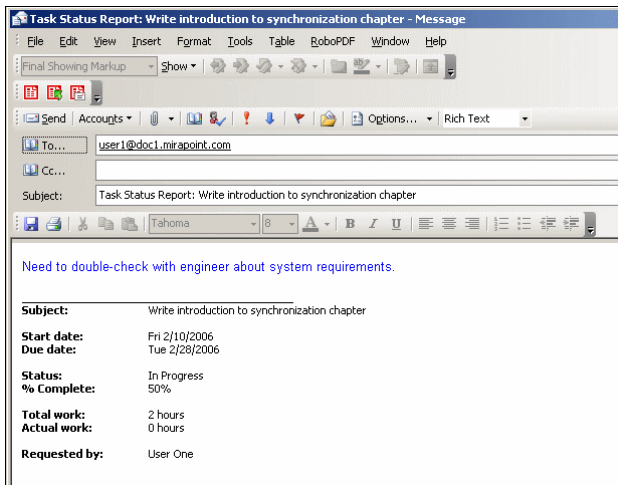 Task Status Report: Write introduction to synchronization chapter - Message
File Edit View Insert Format Tools Table RoboPDF Window Help
Final Showing Markup Show
Send Accounts Options... Rich Text
To... user1@doc1.mirapoint.com
Cc...
Subject: Task Status Report: Write introduction to synchronization chapter
Tahoma 8 A B I U
Need to double-check with engineer about system requirements.
Subject: Write introduction to synchronization chapter
Start date: Fri 2/10/2006
Due date: Tue 2/28/2006
Status: In Progress
% Complete: 50%
Total work: 2 hours
Actual work: 0 hours
Requested by: User One